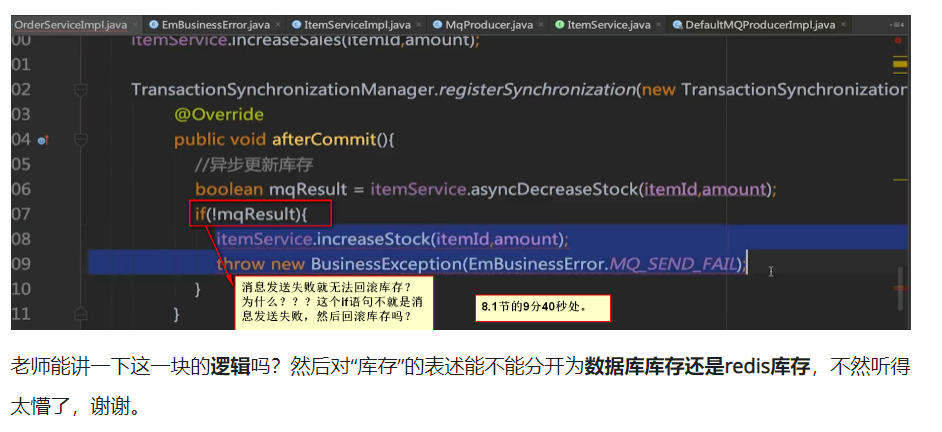 OrderServiceImpl.java EmBusinessError.java ItemServiceImpl.java MqProducer.java ItemService.java DefaultMQProducerImpl.java
00 itemService.increaseSales(itemId,amount);
01
02 TransactionSynchronizationManager.registerSynchronization(new TransactionSynchronization
03 @Override
04 public void afterCommit(){
05 //异步更新库存
06 boolean mqResult = itemService.asyncDecreaseStock(itemId,amount);
07 if(!mqResult){
08 itemService.increaseStock(itemId,amount);
09 throw new BusinessException(EmBusinessError.MQ_SEND_FAIL);
10 }
11 }
消息发送失败就无法回滚库存?
为什么？？？这个if语句不就是消
息发送失败，然后回滚库存吗?
8.1节的9分40秒处。
老师能讲一下这一块的逻辑吗？然后对“库存”的表述能不能分开为数据库库存还是redis库存，不然听得
太懵了，谢谢。